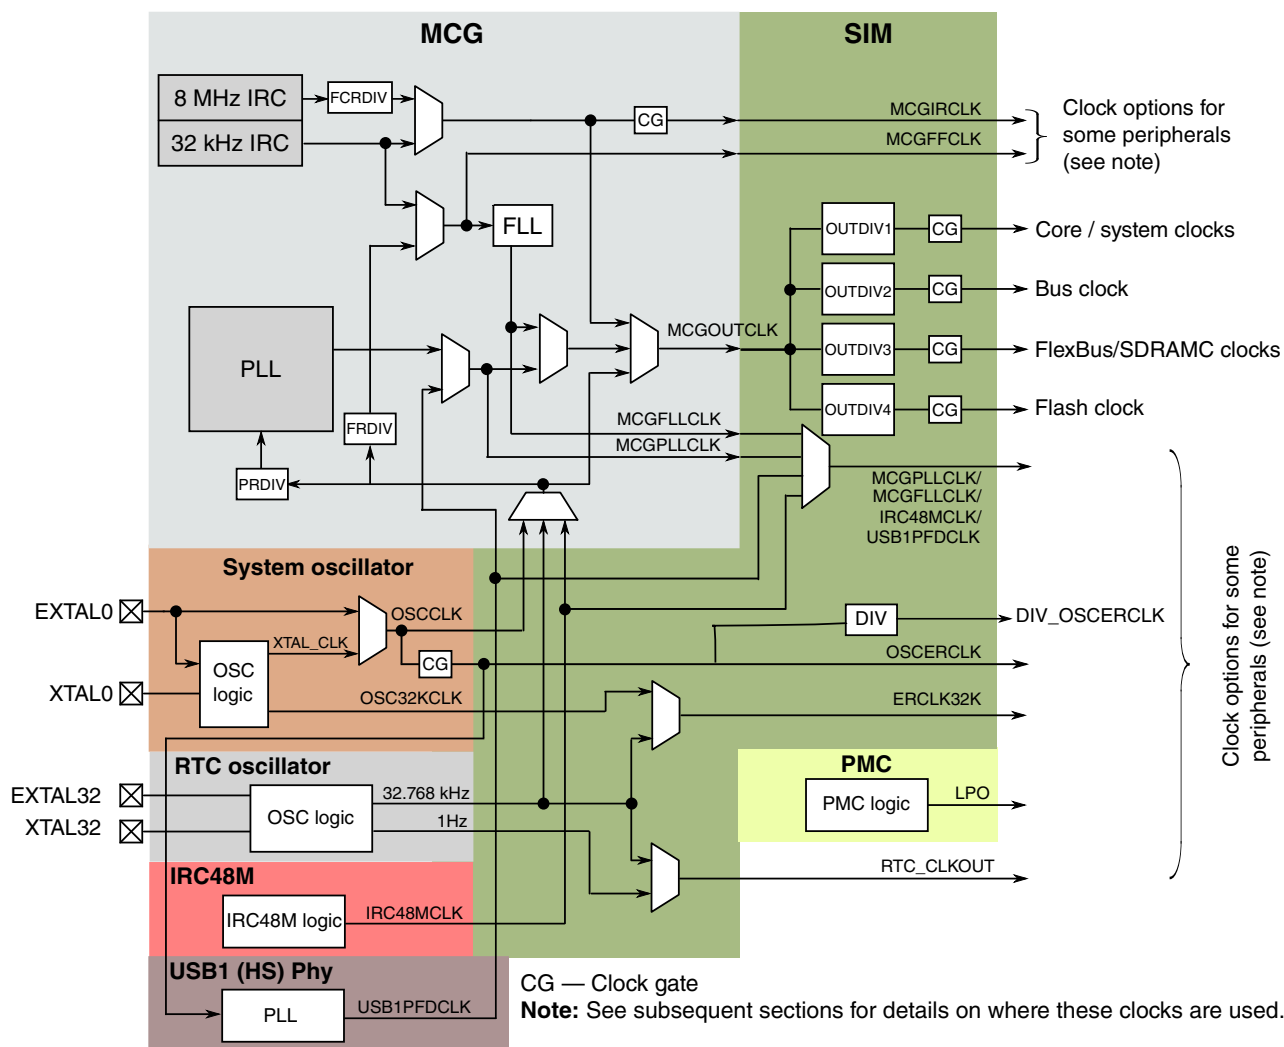 MCG
SIM
8 MHz IRC
FCRDIV
32 kHz IRC
CG
MCGIRCLK
MCGFFCLK
Clock options for
some peripherals
(see note)
FLL
OUTDIV1
CG
Core / system clocks
OUTDIV2
CG
Bus clock
PLL
MCGOUTCLK
OUTDIV3
CG
FlexBus/SDRAMC clocks
OUTDIV4
CG
Flash clock
FRDIV
MCGFLLCLK
MCGPLLCLK
PRDIV
MCGPLLCLK/
MCGFLLCLK/
IRC48MCLK/
USB1PFDCLK
System oscillator
EXTAL0
OSCCLK
XTAL_CLK
OSC
logic
CG
XTAL0
OSC32KCLK
DIV
DIV_OSCERCLK
OSCERCLK
ERCLK32K
Clock options for some
peripherals (see note)
RTC oscillator
EXTAL32
XTAL32
OSC logic
32.768 kHz
1Hz
PMC
PMC logic
LPO
RTC_CLKOUT
IRC48M
IRC48M logic
IRC48MCLK
USB1 (HS) Phy
PLL
USB1PFDCLK
CG — Clock gate
Note: See subsequent sections for details on where these clocks are used.